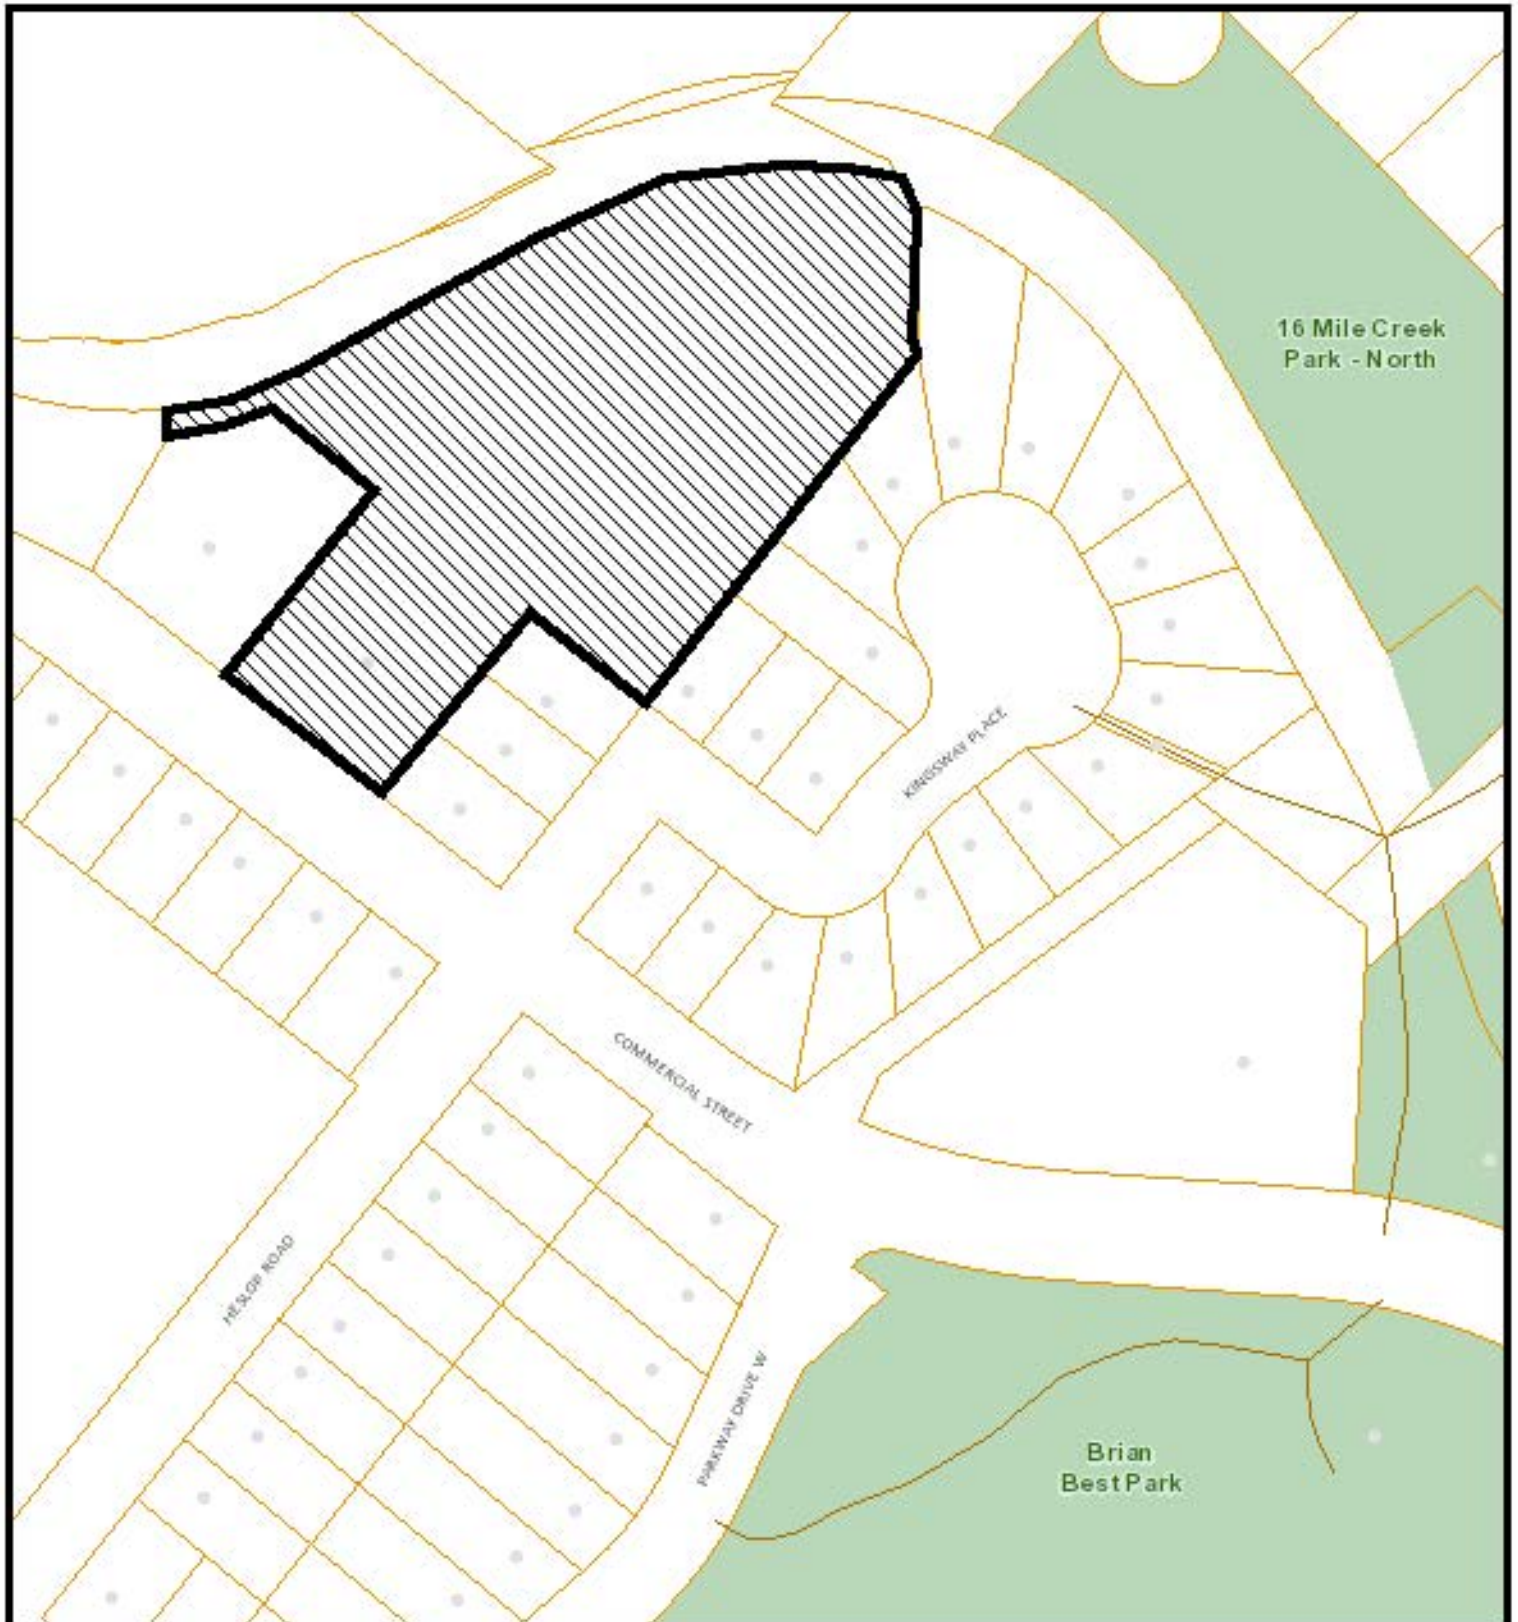 16 Mile Creek
Park - North
KINGSWAY PLACE
COMMERCIAL STREET
HESLOP ROAD
PARKWAY DRIVE W
Brian
Best Park